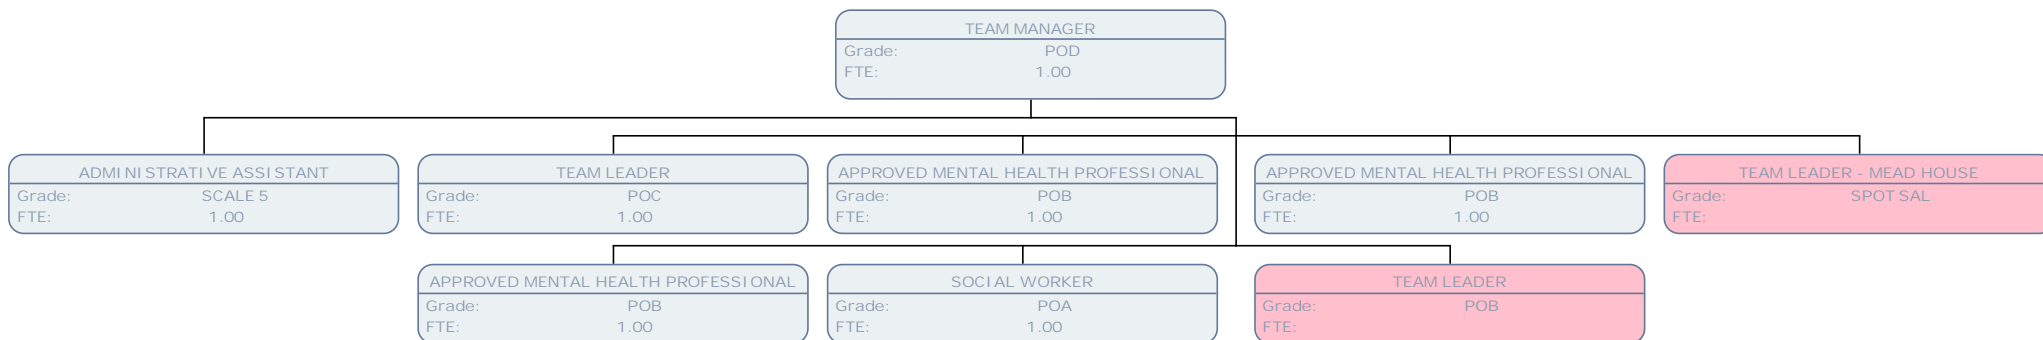 TEAM MANAGER
Grade: POD
FTE: 1.00
ADMINISTRATIVE ASSISTANT
Grade: SCALE 5
FTE: 1.00
TEAM LEADER
Grade: POC
FTE: 1.00
APPROVED MENTAL HEALTH PROFESSIONAL
Grade: POB
FTE: 1.00
APPROVED MENTAL HEALTH PROFESSIONAL
Grade: POB
FTE: 1.00
TEAM LEADER - MEAD HOUSE
Grade: SPOT SAL
FTE:
APPROVED MENTAL HEALTH PROFESSIONAL
Grade: POB
FTE: 1.00
SOCIAL WORKER
Grade: POA
FTE: 1.00
TEAM LEADER
Grade: POB
FTE: